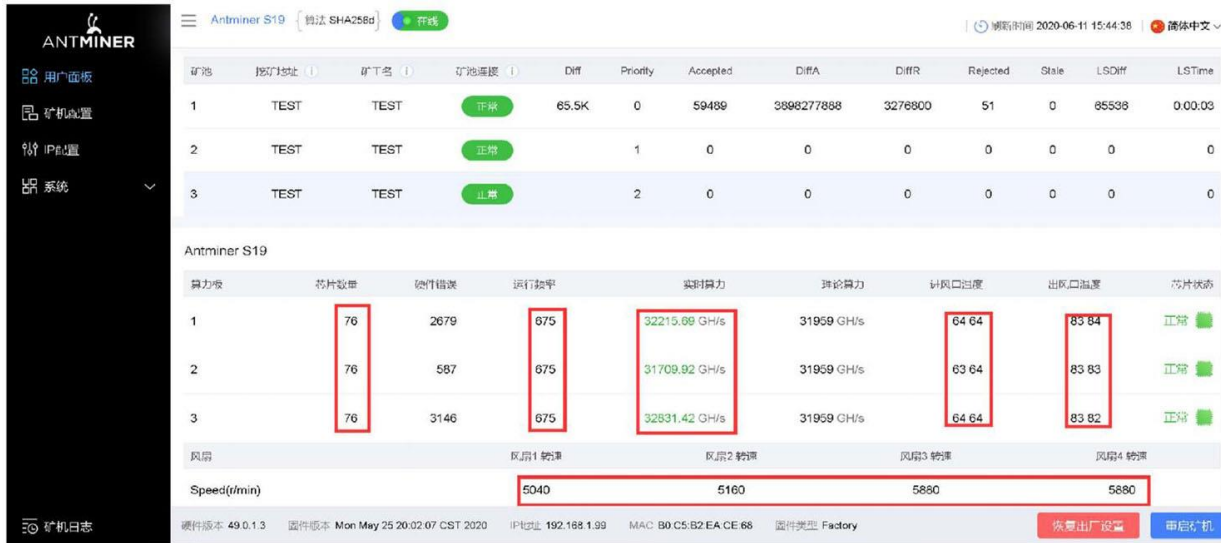 ANTMINER
Antminer S19 算法 SHA256d 在线 刷新时间 2020-06-11 15:44:38 简体中文
用户面板
矿机配置
IP配置
系统
矿机日志
矿池 挖矿地址 矿工名 矿池连接 Diff Priority Accepted DiffA DiffR Rejected Stale LSDiff LSTime
1 TEST TEST 正常 65.5K 0 59489 3898277888 3276800 51 0 65536 0:00:03
2 TEST TEST 正常 1 0 0 0 0 0 0 0
3 TEST TEST 正常 2 0 0 0 0 0 0 0
Antminer S19
算力板 芯片数量 硬件错误 运行频率 实时算力 理论算力 进风口温度 出风口温度 芯片状态
1 76 2679 675 32215.69 GH/s 31959 GH/s 64 64 83 84 正常
2 76 587 675 31709.92 GH/s 31959 GH/s 63 64 83 83 正常
3 76 3146 675 32631.42 GH/s 31959 GH/s 64 64 83 82 正常
风扇 风扇1 转速 风扇2 转速 风扇3 转速 风扇4 转速
Speed(r/min) 5040 5160 5880 5880
硬件版本 49.0.1.3 固件版本 Mon May 25 20:02:07 CST 2020 IP地址 192.168.1.99 MAC B0:C5:B2:EA:CE:68 固件类型 Factory 恢复出厂设置 重启矿机